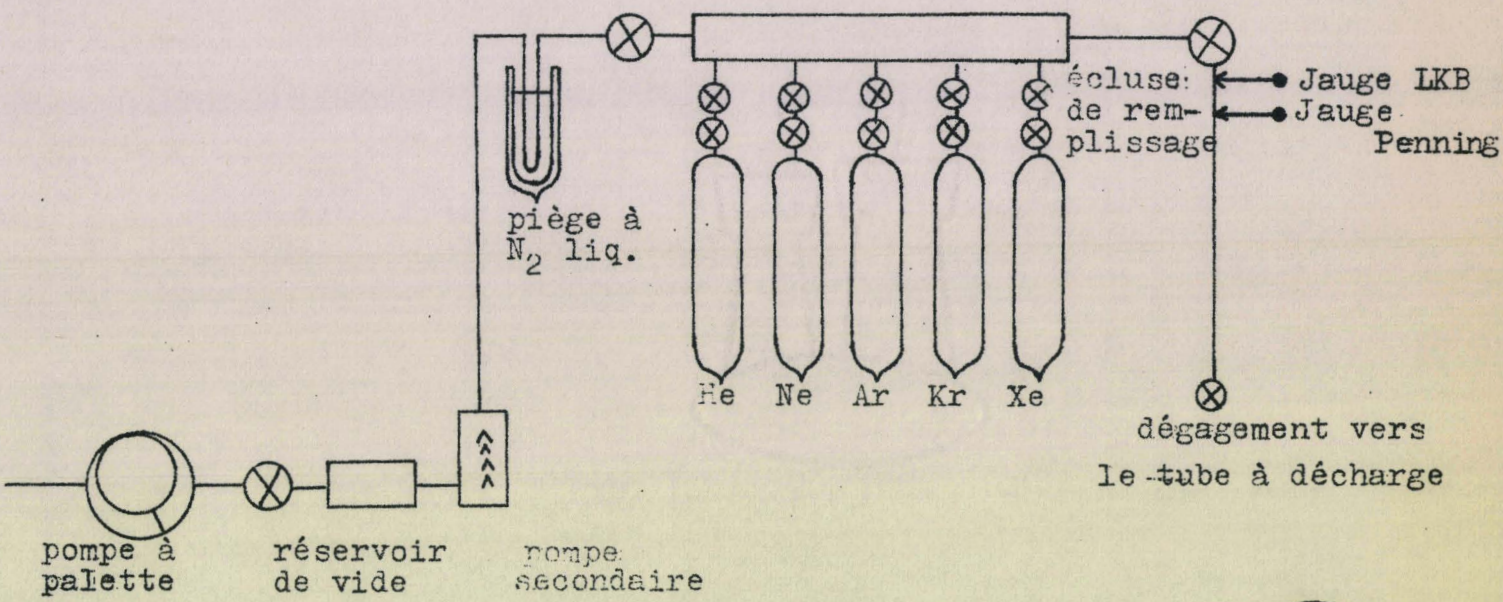 écluse:
de rem-
plissage
Jauge LKB
Jauge
Penning
piège à
N₂ liq.
He Ne Ar Kr Xe
dégagement vers
le tube à décharge
pompe à
palette
réservoir
de vide
pompe
secondaire